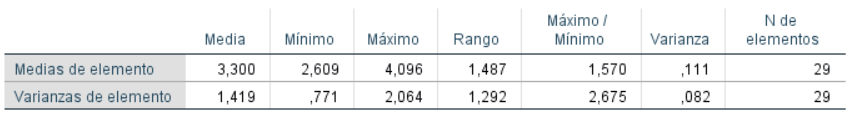 Media Mínimo Máximo Rango Máximo / Mínimo Varianza N de elementos
Medias de elemento 3,300 2,609 4,096 1,487 1,570 ,111 29
Varianzas de elemento 1,419 ,771 2,064 1,292 2,675 ,082 29